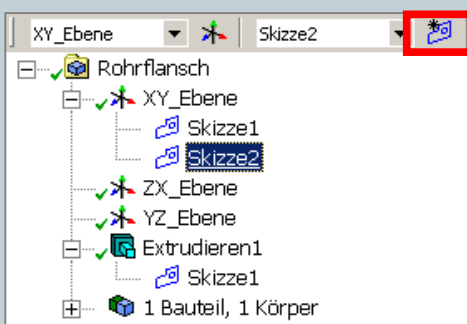 XY_Ebene Skizze2
Rohrflansch
XY_Ebene
Skizze1
Skizze2
ZX_Ebene
YZ_Ebene
Extrudieren1
Skizze1
1 Bauteil, 1 Körper